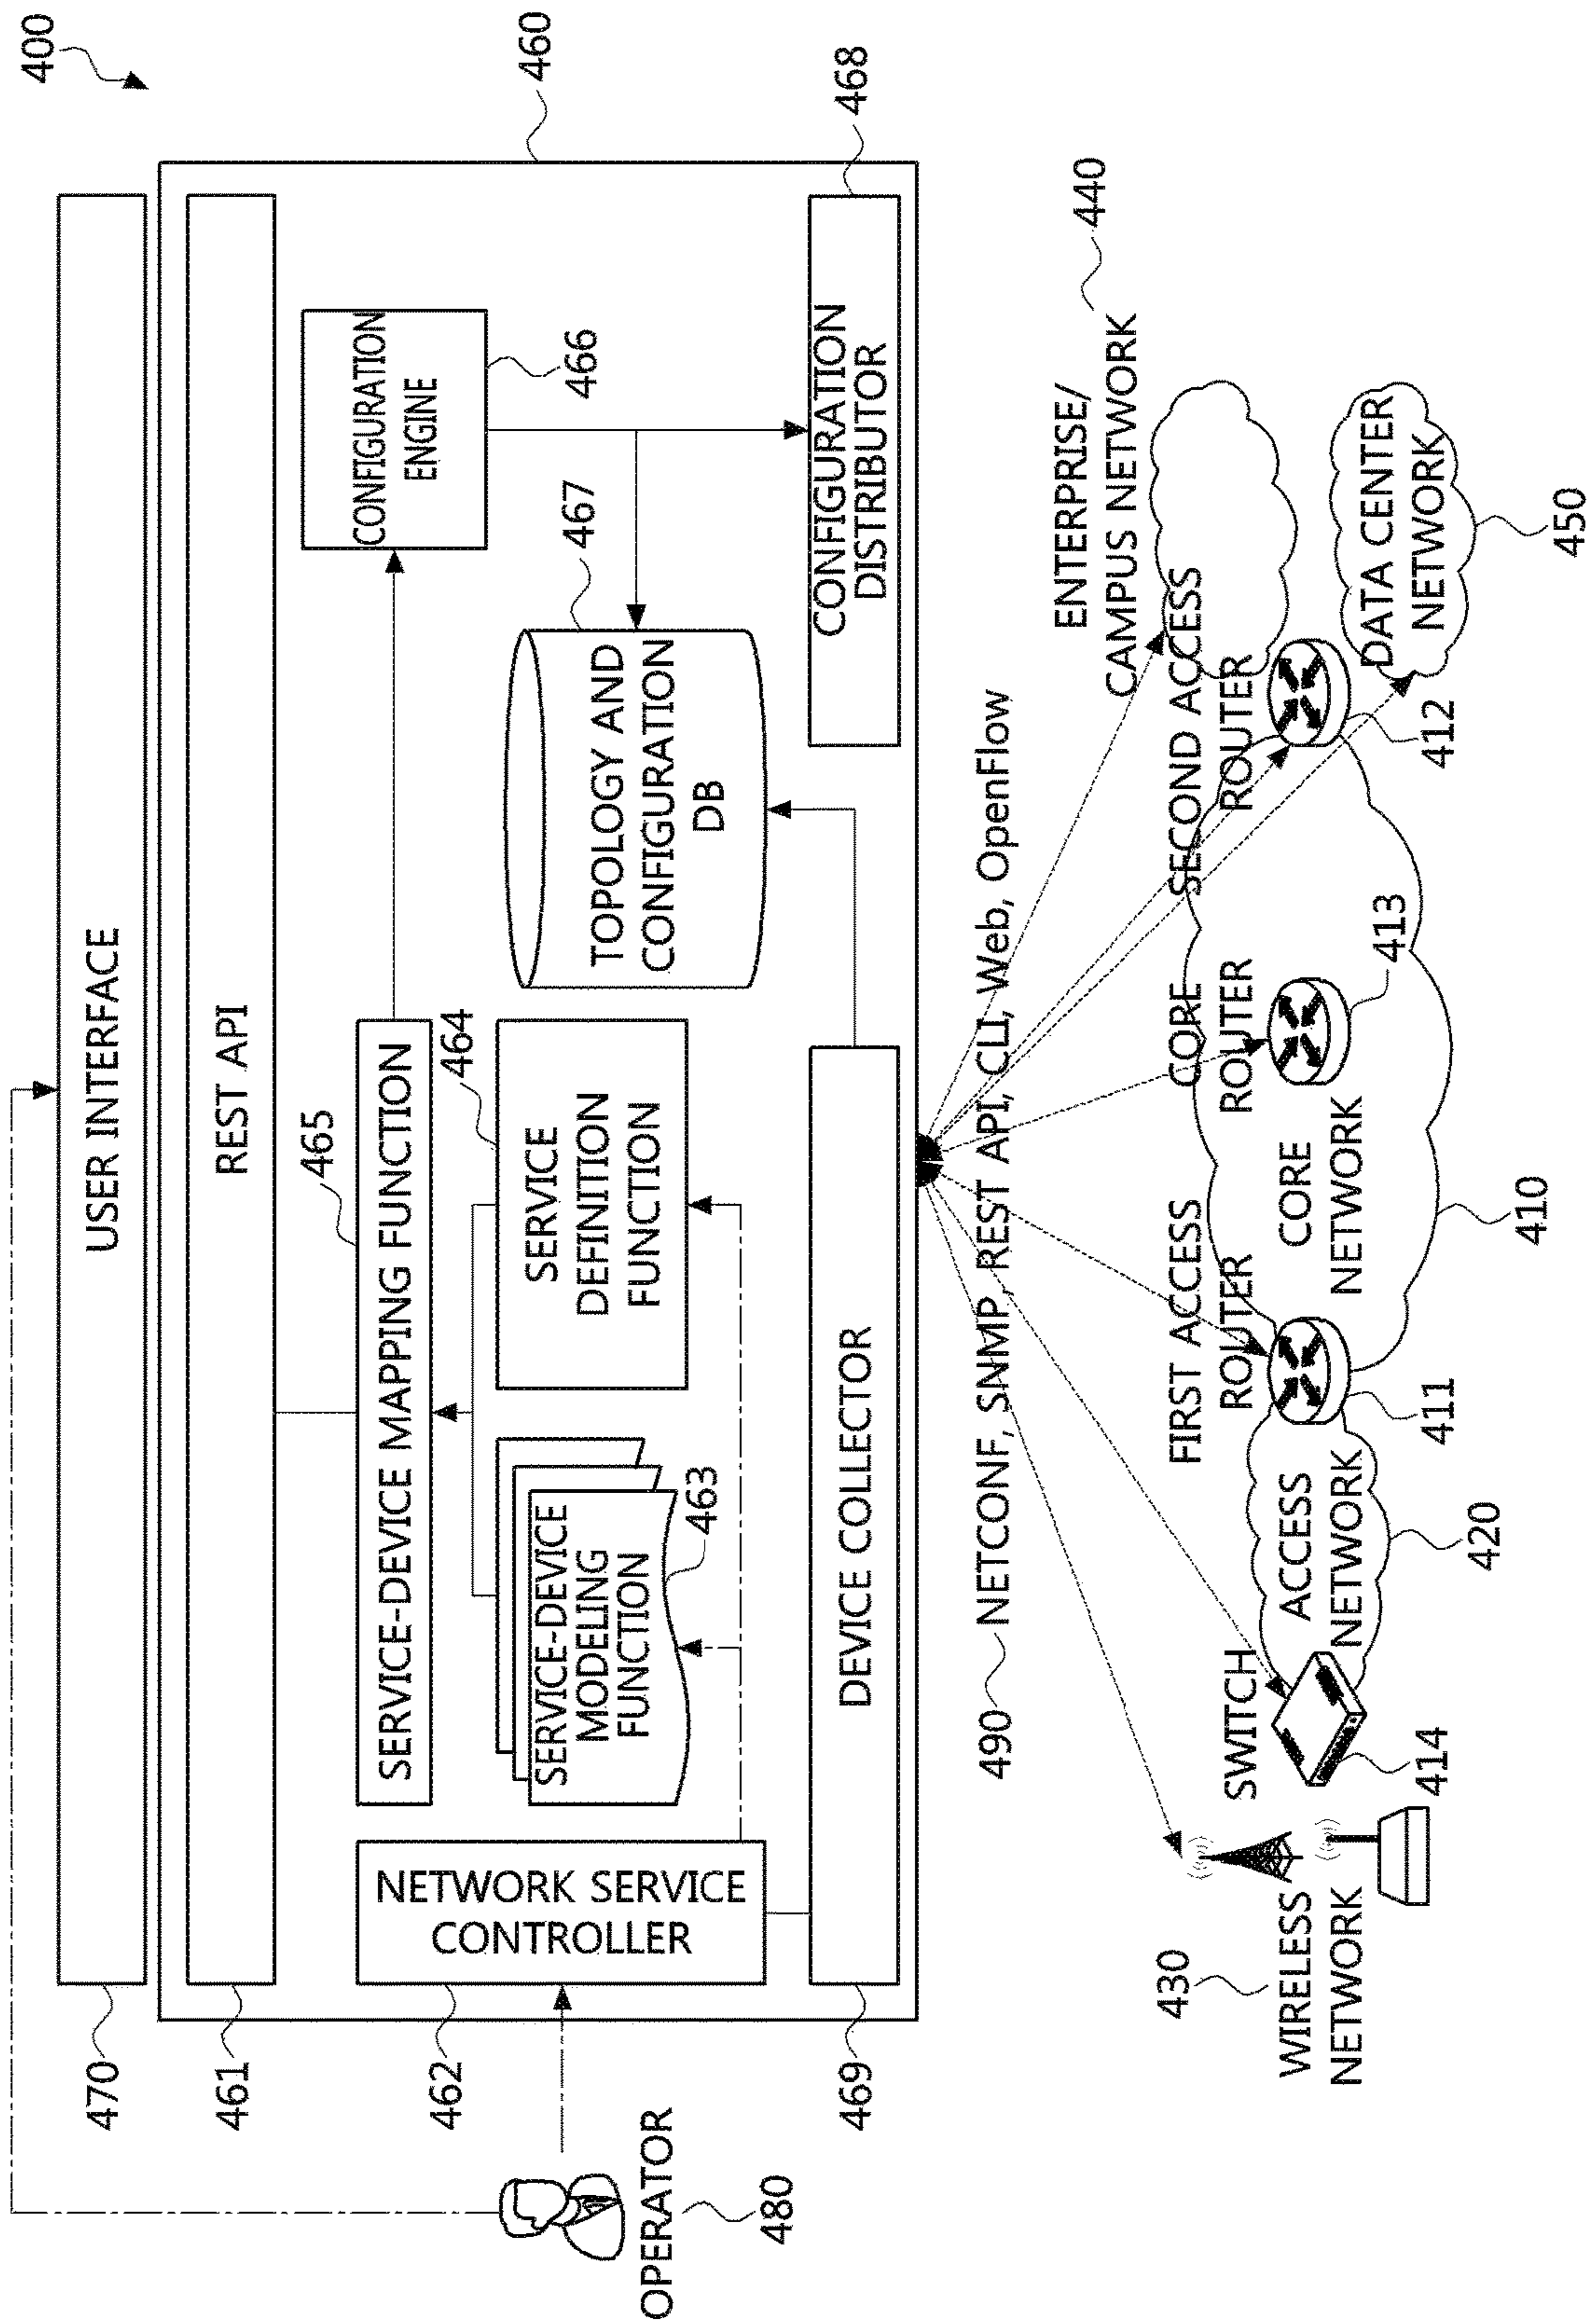 400
USER INTERFACE
470
460
REST API
461
CONFIGURATION
ENGINE
466
465
SERVICE-DEVICE MAPPING FUNCTION
464
SERVICE
DEFINITION
FUNCTION
467
TOPOLOGY AND
CONFIGURATION
DB
SERVICE-DEVICE
MODELING
FUNCTION
463
NETWORK SERVICE
CONTROLLER
462
OPERATOR
480
DEVICE COLLECTOR
469
CONFIGURATION
DISTRIBUTOR
468
490
NETCONF, SNMP, REST API, CLI, Web, OpenFlow
ENTERPRISE/
CAMPUS NETWORK
440
430
WIRELESS
NETWORK
SWITCH
414
ACCESS
NETWORK
420
FIRST ACCESS
ROUTER
411
CORE
ROUTER
413
CORE
NETWORK
410
SECOND ACCESS
ROUTER
412
DATA CENTER
NETWORK
450